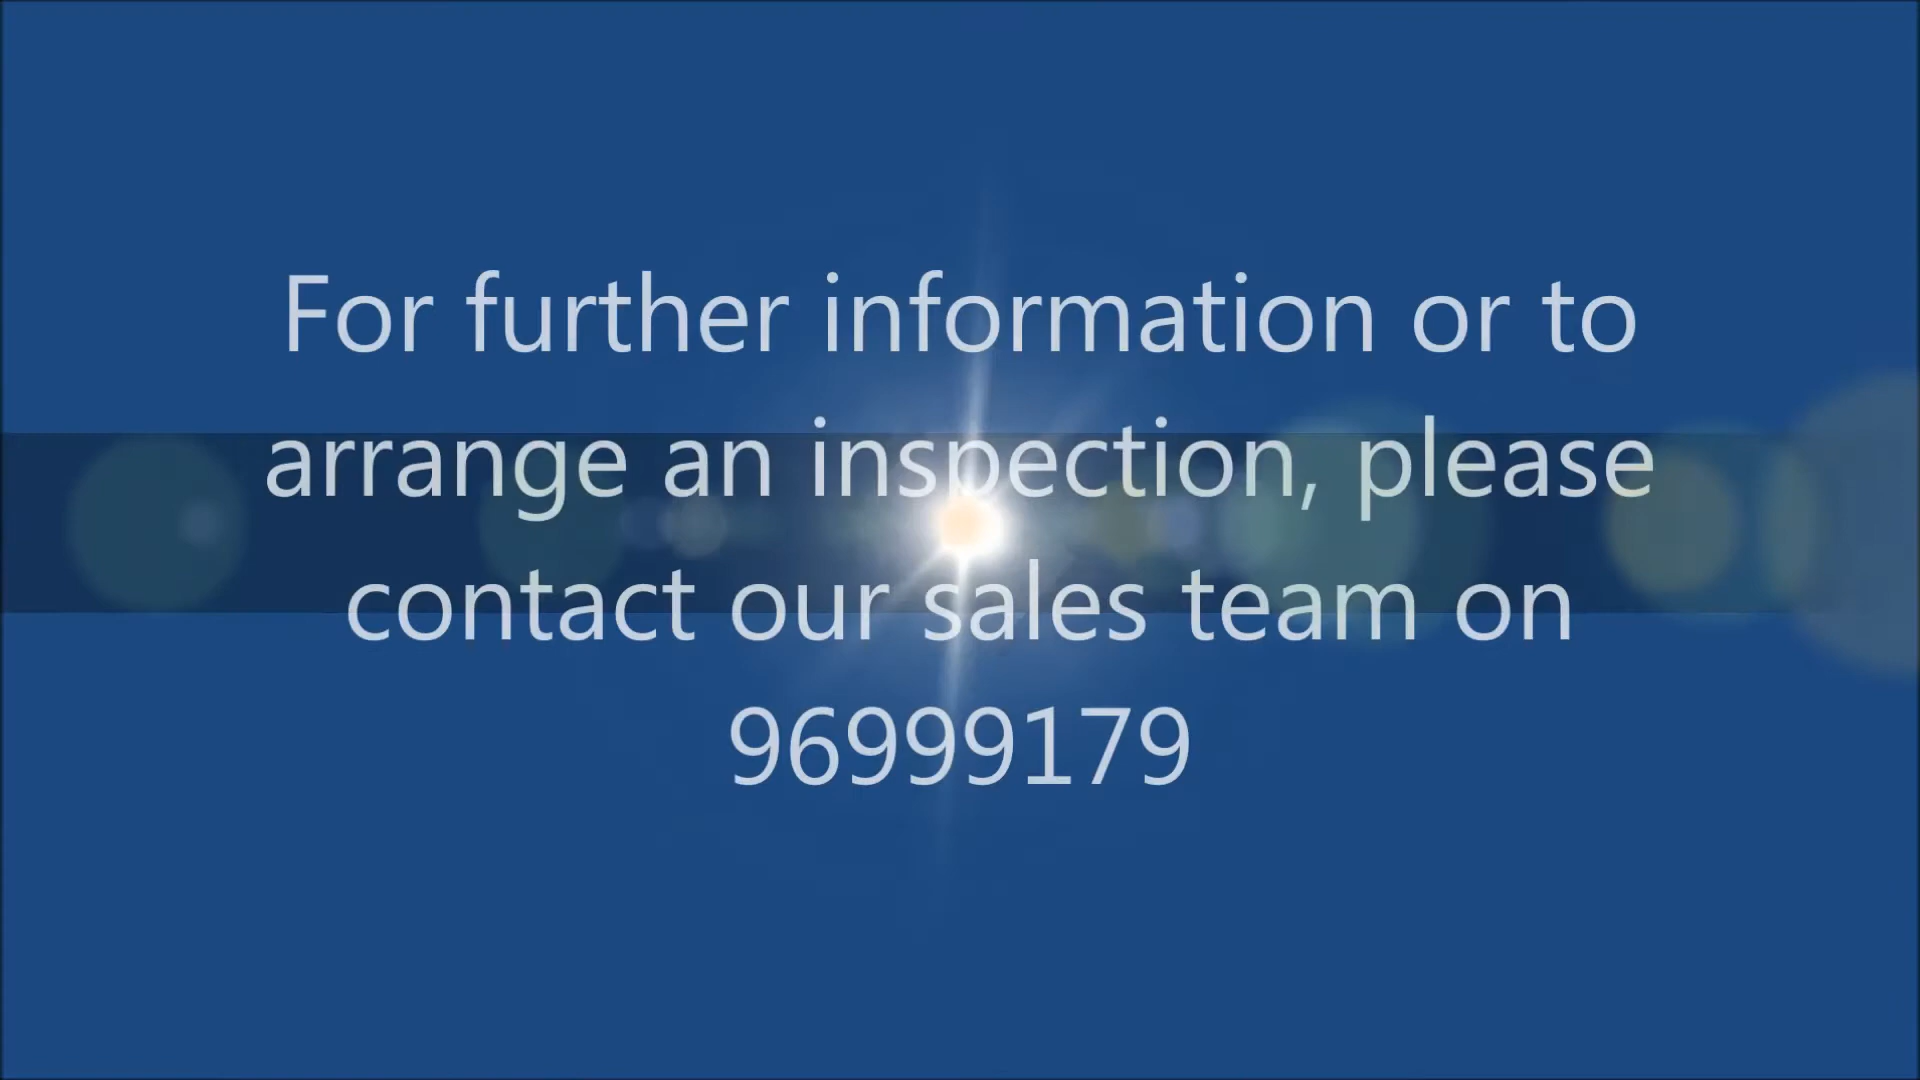 For further information or to
arrange an inspection, please
contact our sales team on
96999179